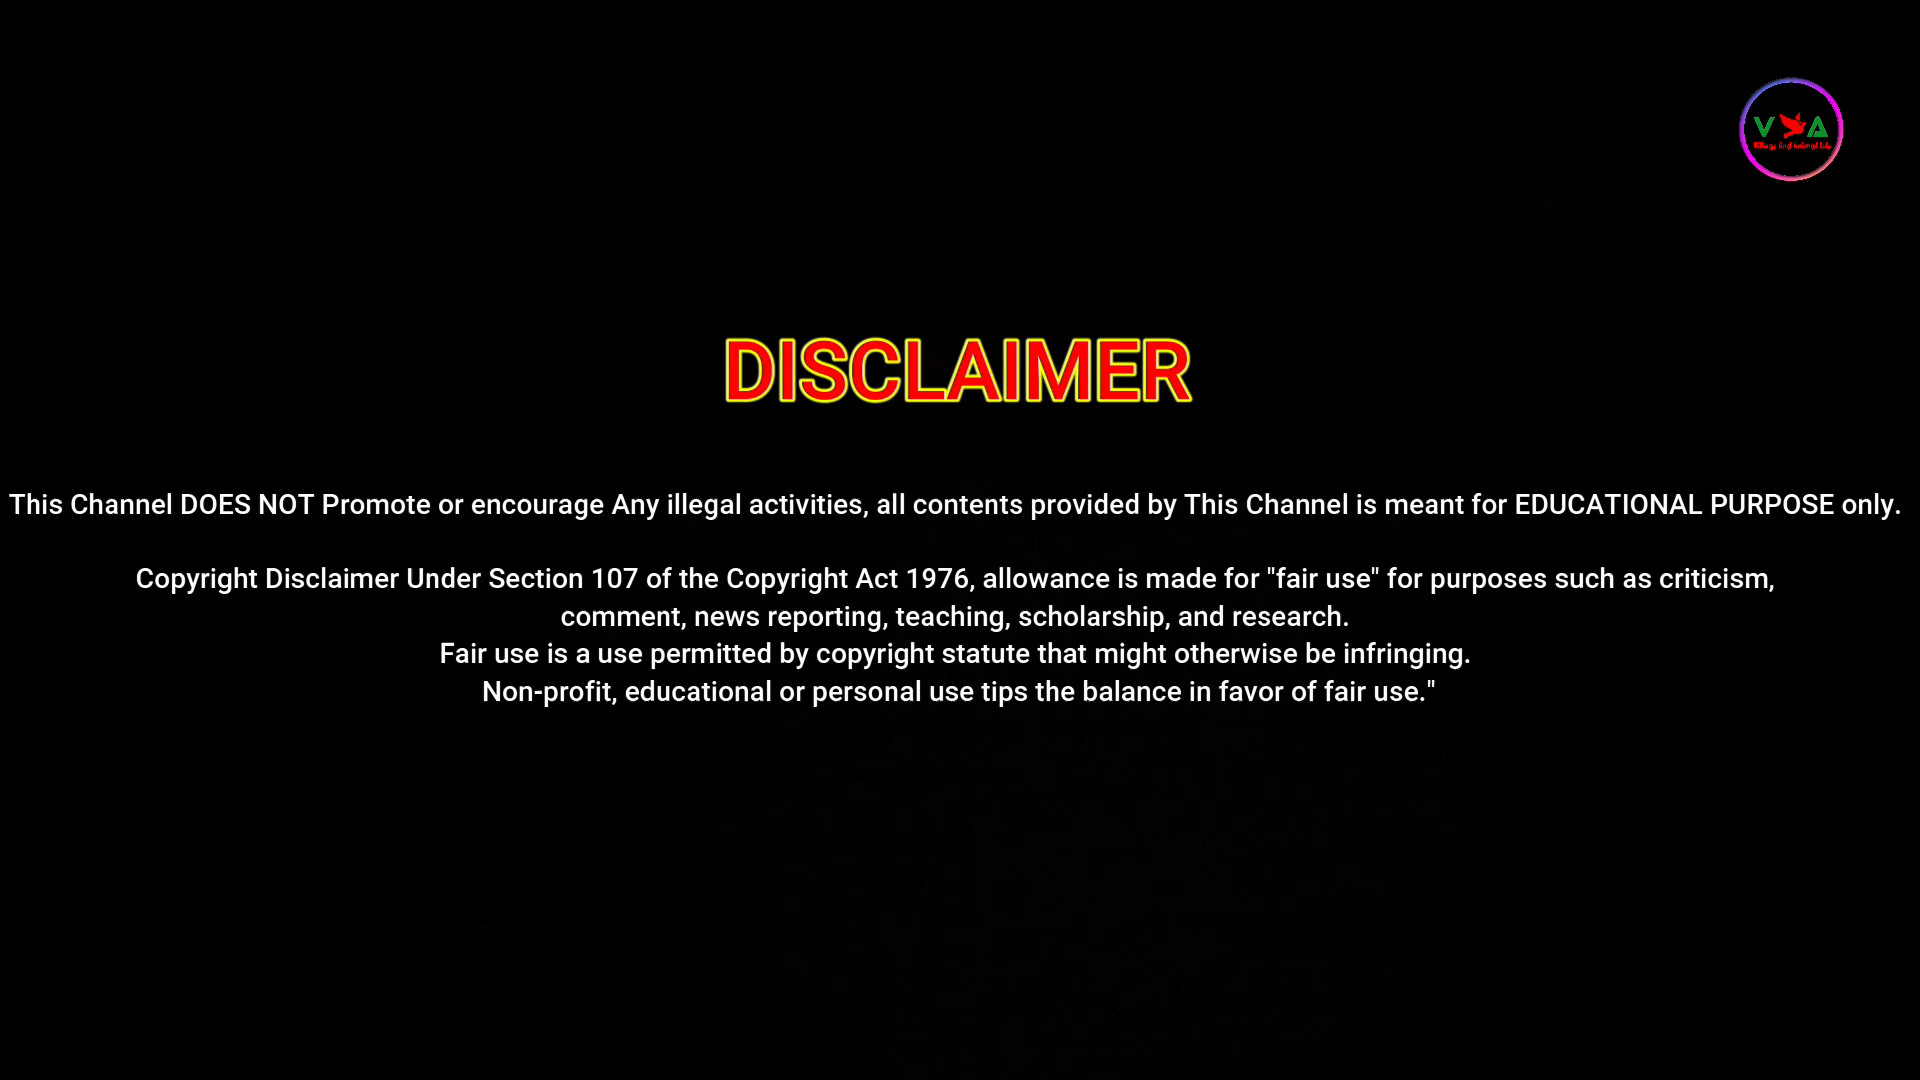 V A
Village And Animal Life
DISCLAIMER
This Channel DOES NOT Promote or encourage Any illegal activities, all contents provided by This Channel is meant for EDUCATIONAL PURPOSE only.
Copyright Disclaimer Under Section 107 of the Copyright Act 1976, allowance is made for "fair use" for purposes such as criticism,
comment, news reporting, teaching, scholarship, and research.
Fair use is a use permitted by copyright statute that might otherwise be infringing.
Non-profit, educational or personal use tips the balance in favor of fair use."